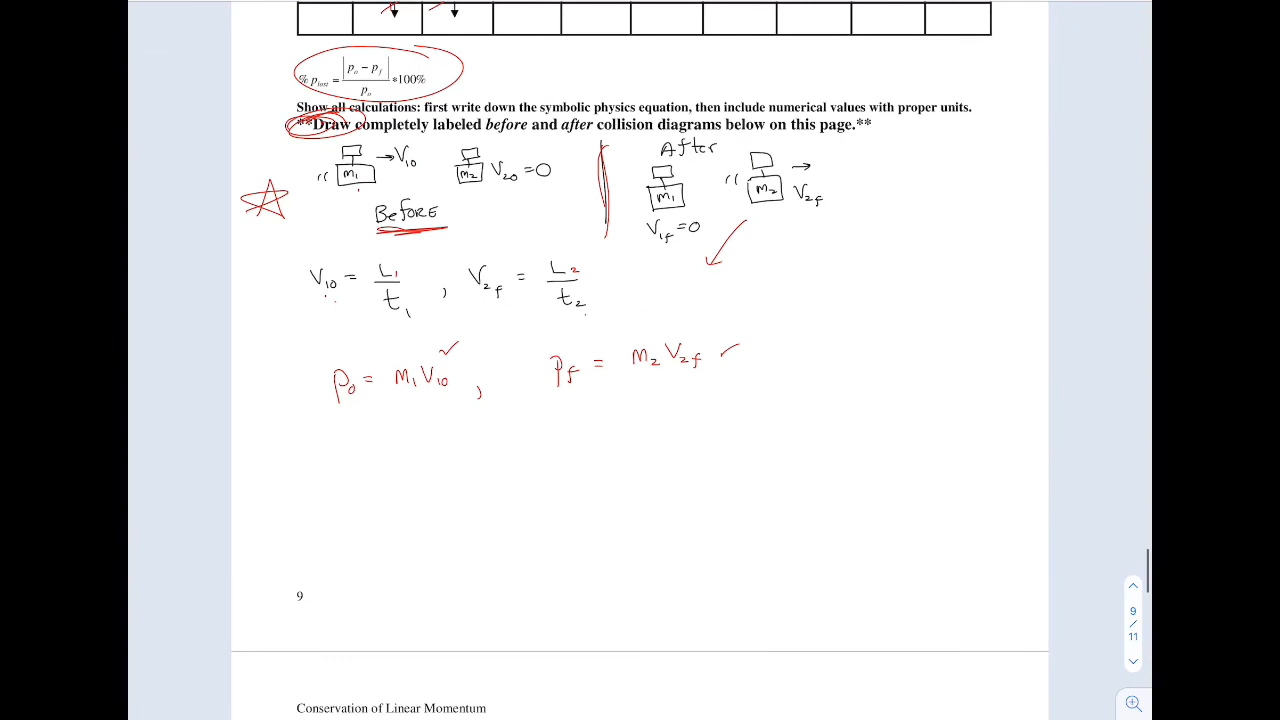 % p_lost = |p_o − p_f| / p_o *100%
Show all calculations: first write down the symbolic physics equation, then include numerical values with proper units.
**Draw completely labeled before and after collision diagrams below on this page.**
After
m₁ → V₁₀ m₂ V₂₀ = 0
m₁ m₂ → V₂f
Before
V₁f = 0
V₁₀ = L₁ / t₁ , V₂f = L₂ / t₂
p₀ = m₁ V₁₀ , pf = m₂ V₂f
9
9
/
11
Conservation of Linear Momentum